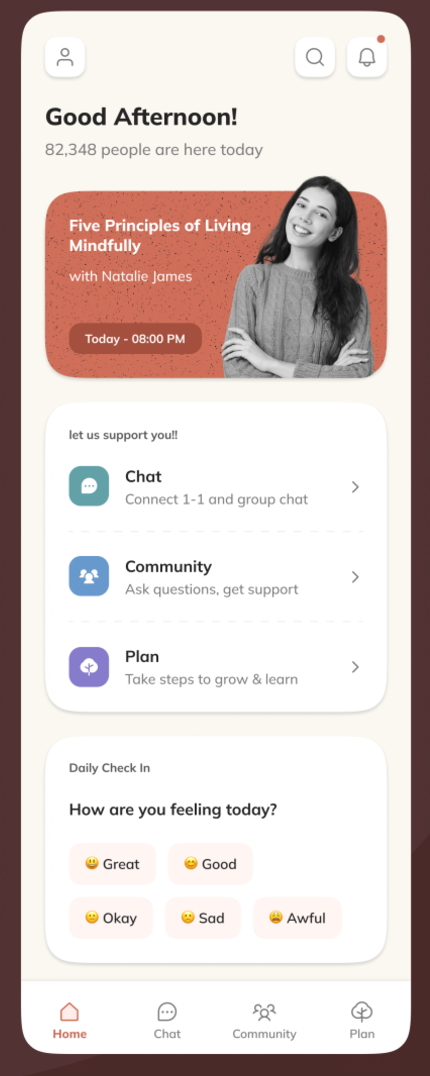 Good Afternoon!
82,348 people are here today
Five Principles of Living
Mindfully
with Natalie James
Today - 08:00 PM
let us support you!!
Chat
Connect 1-1 and group chat
Community
Ask questions, get support
Plan
Take steps to grow & learn
Daily Check In
How are you feeling today?
😃 Great
😊 Good
🙂 Okay
🙁 Sad
😩 Awful
Home
Chat
Community
Plan